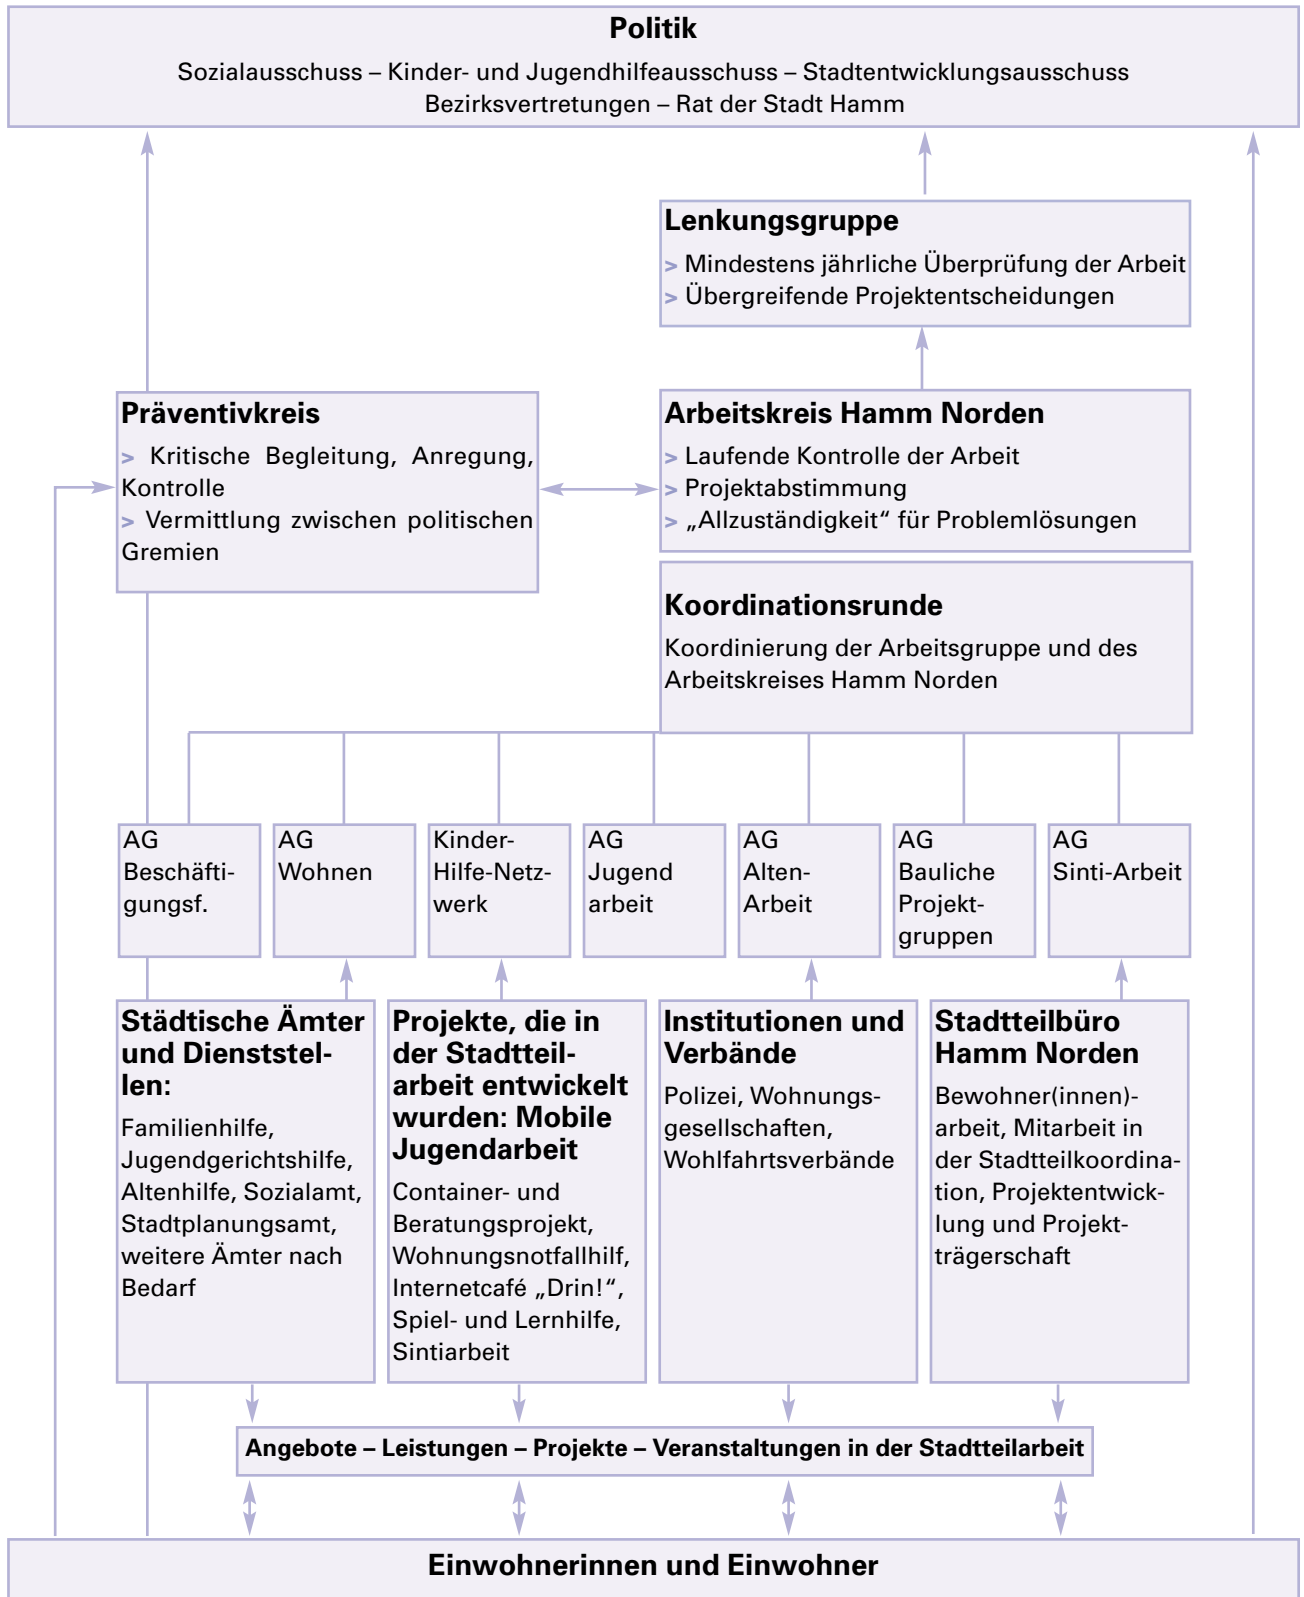 Politik
Sozialausschuss – Kinder- und Jugendhilfeausschuss – Stadtentwicklungsausschuss
Bezirksvertretungen – Rat der Stadt Hamm
Lenkungsgruppe
> Mindestens jährliche Überprüfung der Arbeit
> Übergreifende Projektentscheidungen
Präventivkreis
> Kritische Begleitung, Anregung,
Kontrolle
> Vermittlung zwischen politischen
Gremien
Arbeitskreis Hamm Norden
> Laufende Kontrolle der Arbeit
> Projektabstimmung
> „Allzuständigkeit“ für Problemlösungen
Koordinationsrunde
Koordinierung der Arbeitsgruppe und des
Arbeitskreises Hamm Norden
AG
Beschäfti-
gungsf.
AG
Wohnen
Kinder-
Hilfe-Netz-
werk
AG
Jugend
arbeit
AG
Alten-
Arbeit
AG
Bauliche
Projekt-
gruppen
AG
Sinti-Arbeit
Städtische Ämter
und Dienststel-
len:
Familienhilfe,
Jugendgerichtshilfe,
Altenhilfe, Sozialamt,
Stadtplanungsamt,
weitere Ämter nach
Bedarf
Projekte, die in
der Stadtteil-
arbeit entwickelt
wurden: Mobile
Jugendarbeit
Container- und
Beratungsprojekt,
Wohnungsnotfallhilf,
Internetcafé „Drin!“,
Spiel- und Lernhilfe,
Sintiarbeit
Institutionen und
Verbände
Polizei, Wohnungs-
gesellschaften,
Wohlfahrtsverbände
Stadtteilbüro
Hamm Norden
Bewohner(innen)-
arbeit, Mitarbeit in
der Stadtteilkoordina-
tion, Projektentwick-
lung und Projekt-
trägerschaft
Angebote – Leistungen – Projekte – Veranstaltungen in der Stadtteilarbeit
Einwohnerinnen und Einwohner